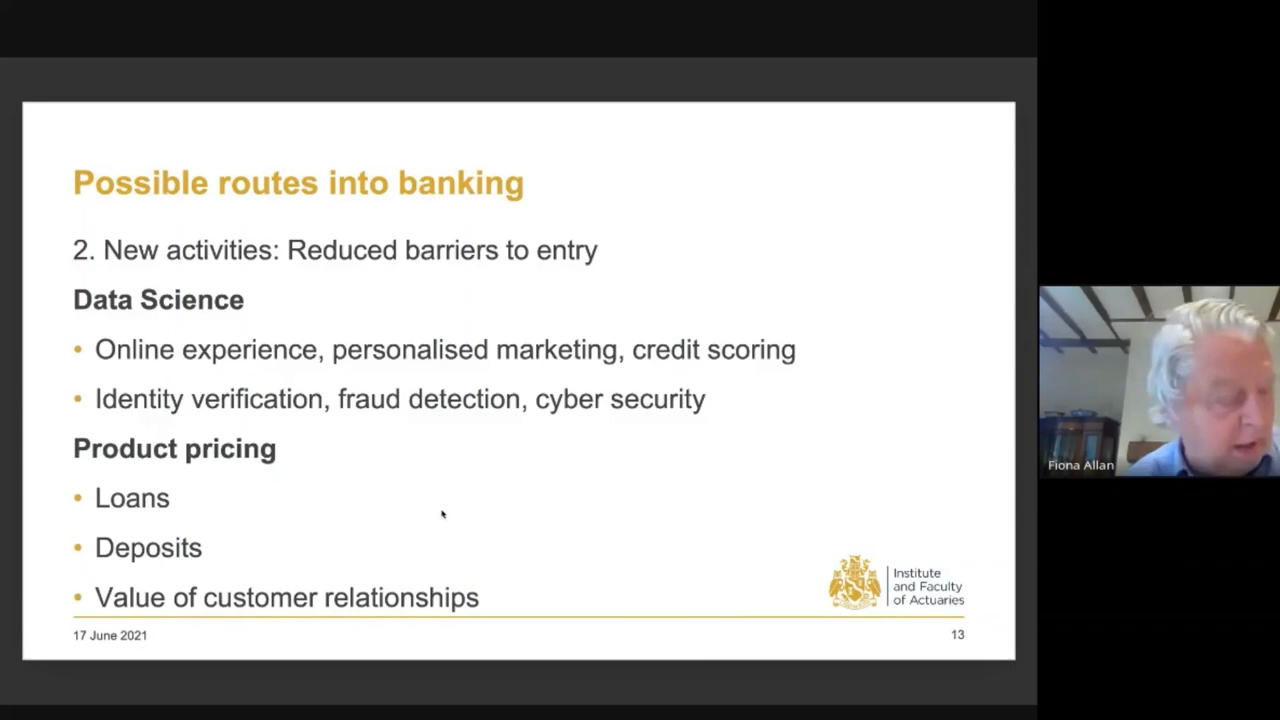 Possible routes into banking
2. New activities: Reduced barriers to entry
Data Science
• Online experience, personalised marketing, credit scoring
• Identity verification, fraud detection, cyber security
Product pricing
• Loans
• Deposits
• Value of customer relationships
Institute
and Faculty
of Actuaries
17 June 2021
13
Fiona Allan